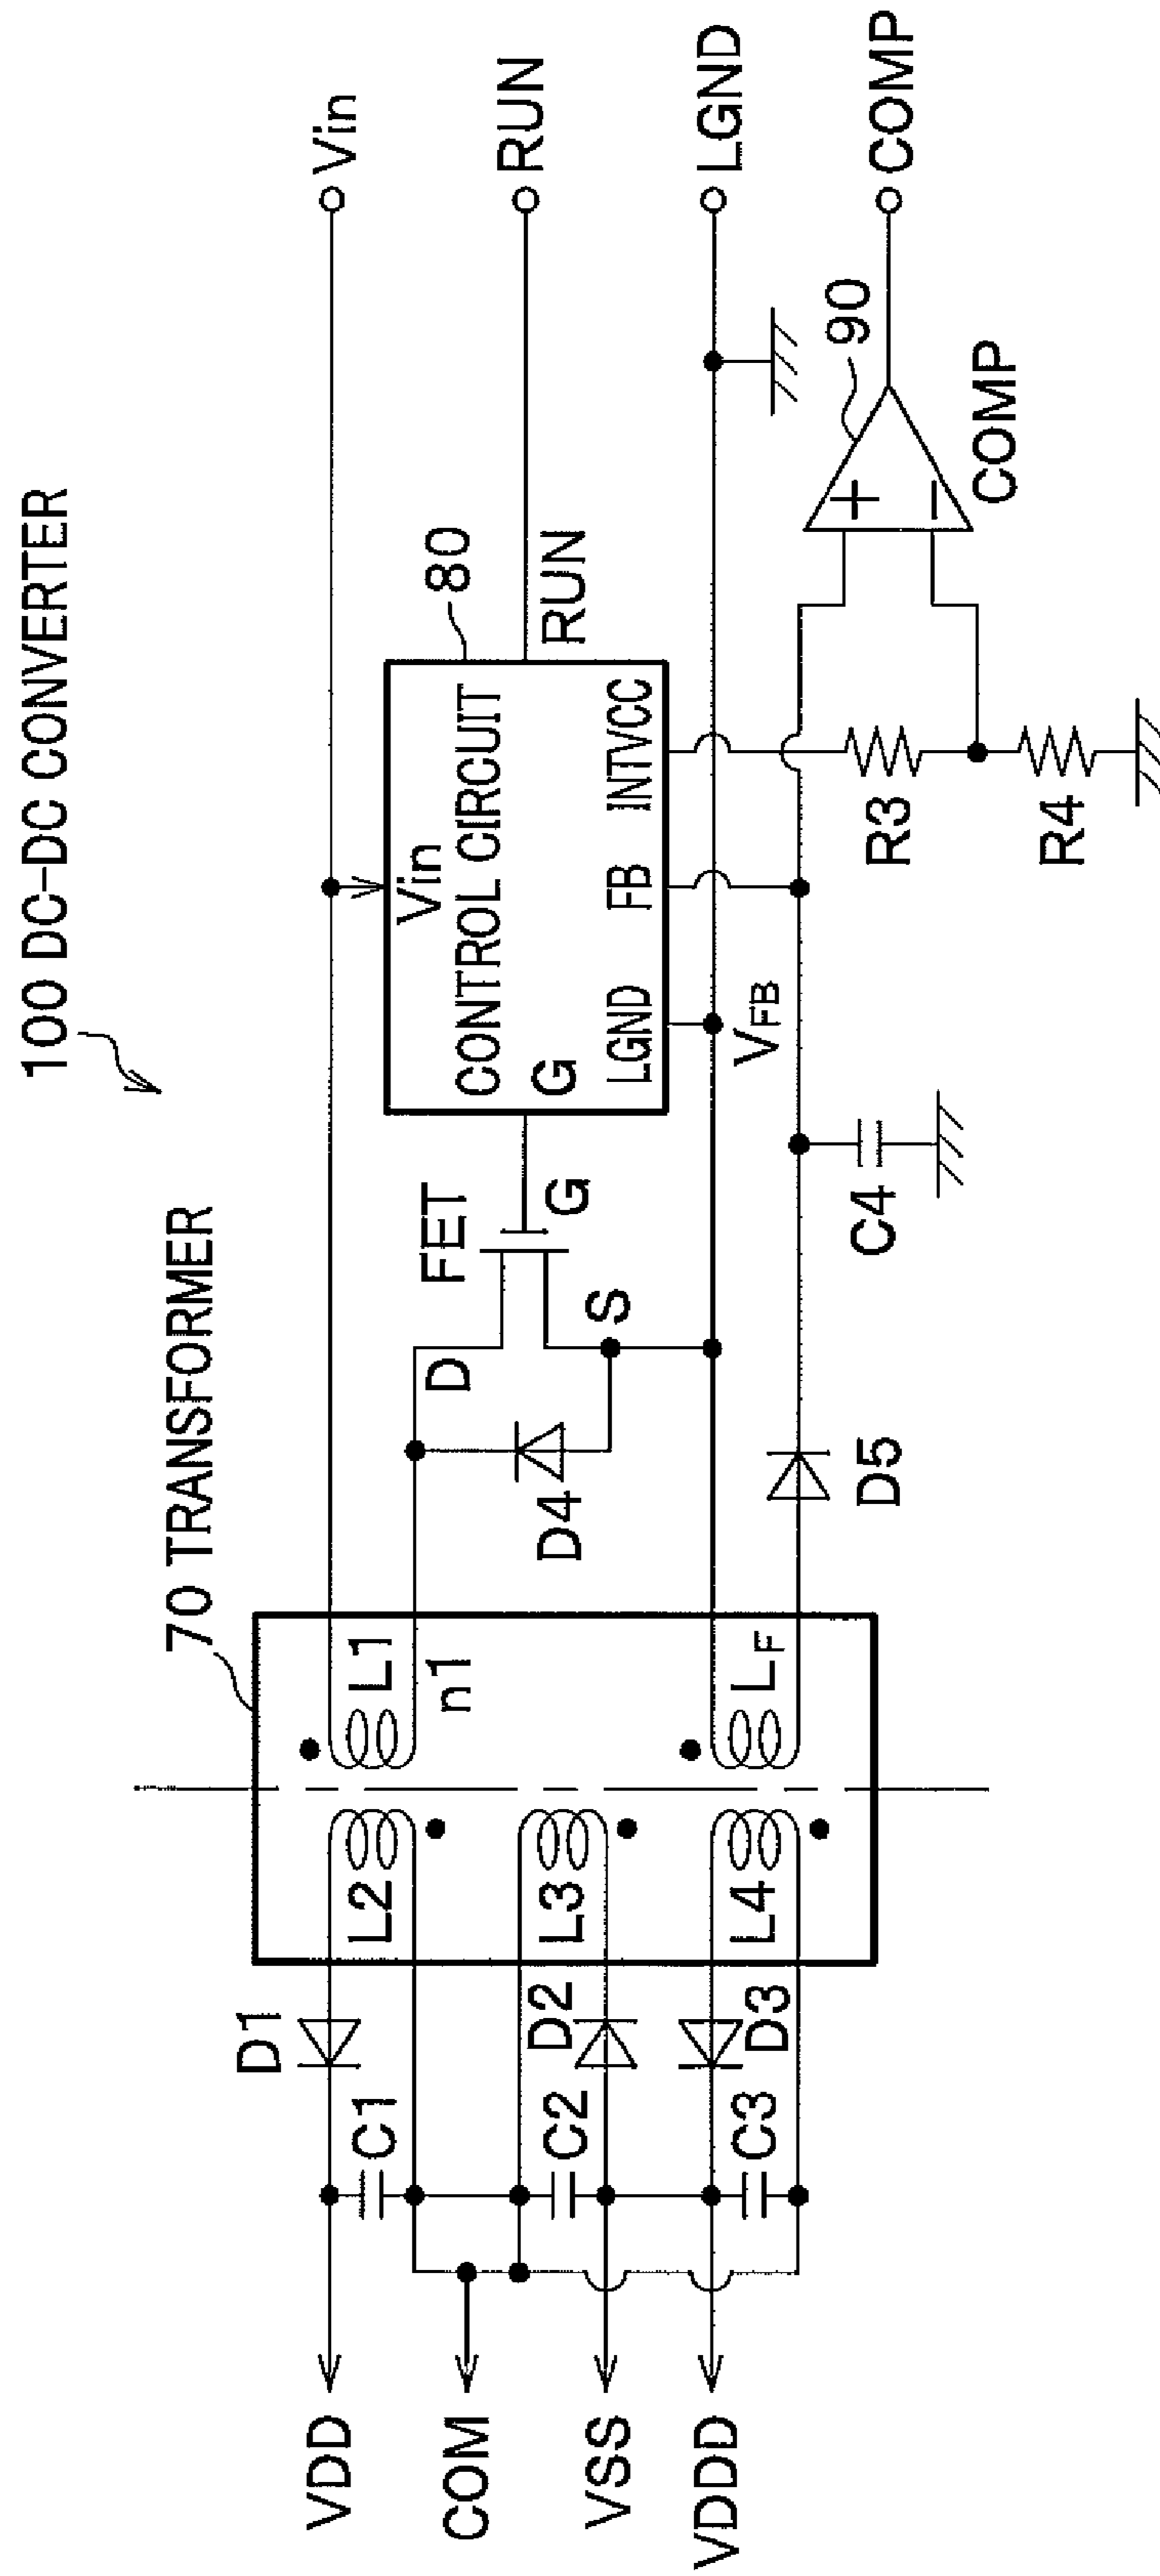 100 DC-DC CONVERTER
70 TRANSFORMER
Vin
RUN
LGND
COMP
80
RUN
Vin
CONTROL CIRCUIT
G
LGND
FB
INTVCC
FET
D
G
S
D4
D5
VFB
C4
R3
R4
90
COMP
L1
n1
LF
L2
L3
L4
D1
D2
D3
C1
C2
C3
VDD
COM
VSS
VDDD